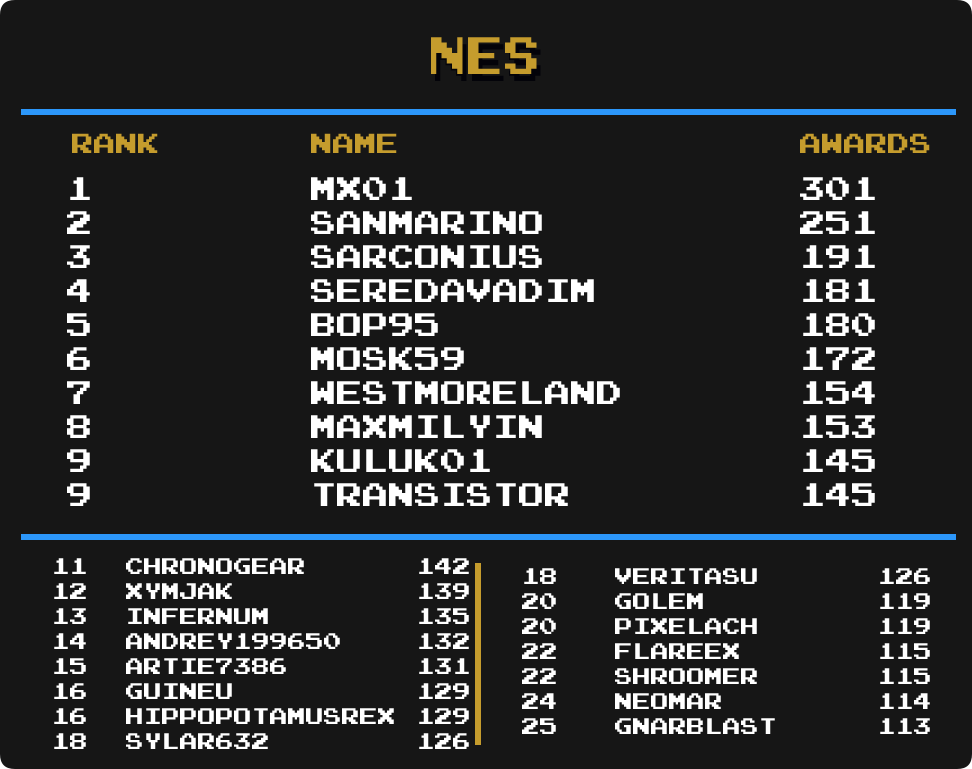 NES
RANK NAME AWARDS
1 MX01 301
2 SANMARINO 251
3 SARCONIUS 191
4 SEREDAVADIM 181
5 BOP95 180
6 MOSK59 172
7 WESTMORELAND 154
8 MAXMILYIN 153
9 KULUK01 145
9 TRANSISTOR 145
11 CHRONOGEAR 142
12 XYMJAK 139
13 INFERNUM 135
14 ANDREY199650 132
15 ARTIE7386 131
16 GUINEU 129
16 HIPPOPOTAMUSREX 129
18 SYLAR632 126
18 VERITASU 126
20 GOLEM 119
20 PIXELACH 119
22 FLAREEX 115
22 SHROOMER 115
24 NEOMAR 114
25 GNARBLAST 113